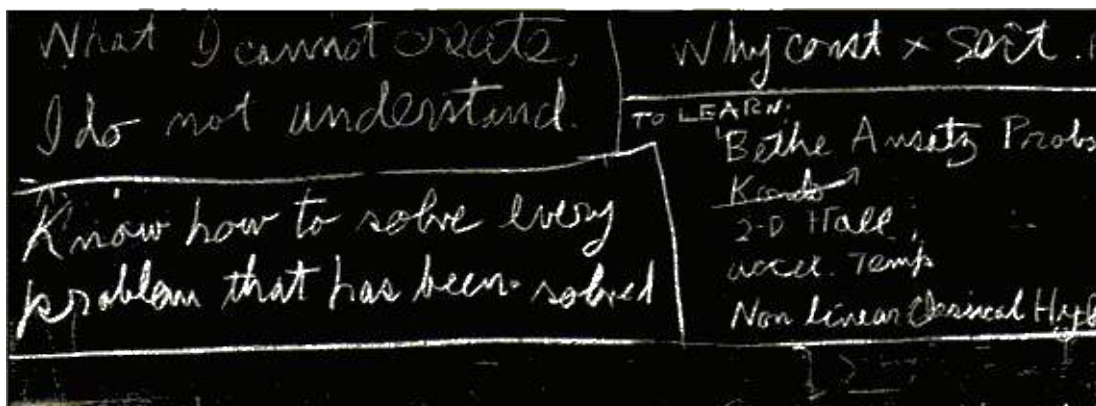 What I cannot create,
I do not understand.
Know how to solve every
problem that has been solved
Why const × sort .
TO LEARN:
Bethe Ansatz Probs
Kondo
2-D Hall
accel. Temp
Non linear Classical Hyd